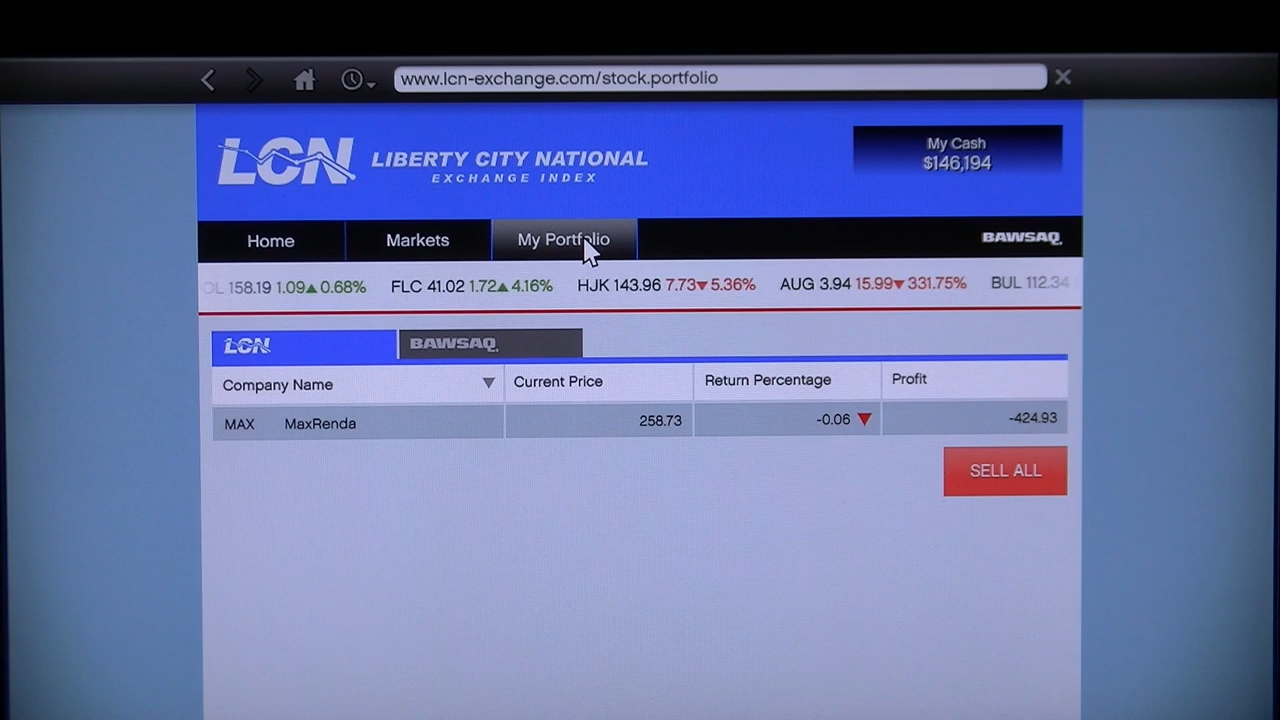 www.lcn-exchange.com/stock.portfolio
LCN LIBERTY CITY NATIONAL
EXCHANGE INDEX
My Cash
$146,194
Home Markets My Portfolio BAWSAQ
OL 158.19 1.09▲ 0.68% FLC 41.02 1.72▲ 4.16% HJK 143.96 7.73▼ 5.36% AUG 3.94 15.99▼ 331.75% BUL 112.34
LCN BAWSAQ
Company Name ▼ Current Price Return Percentage Profit
MAX MaxRenda 258.73 -0.06 ▼ -424.93
SELL ALL